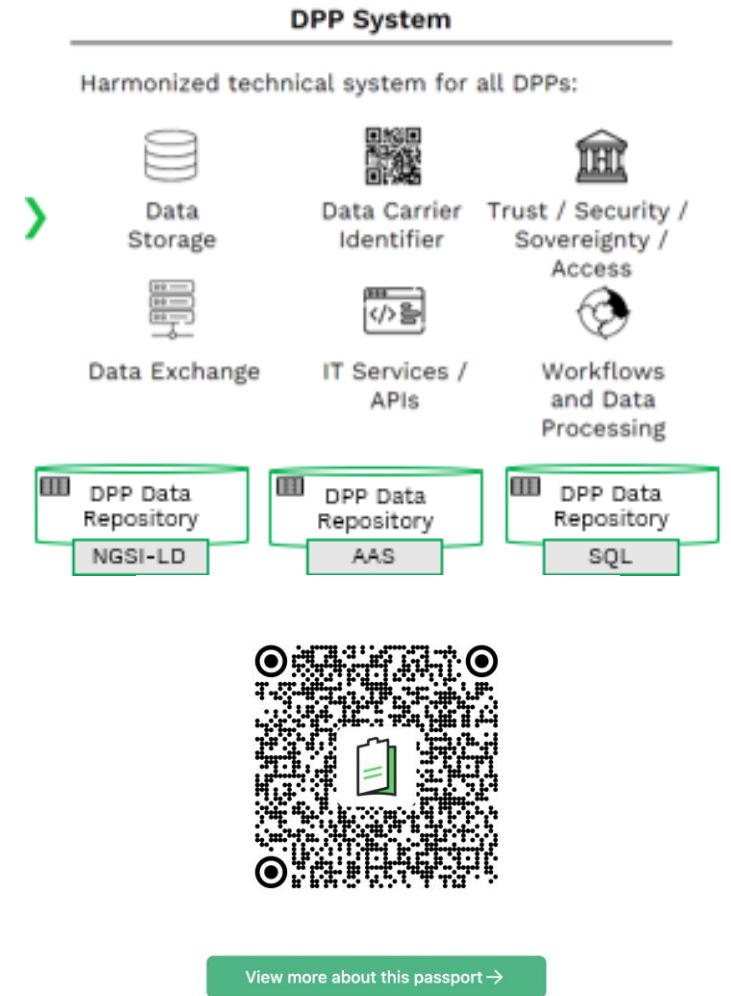 DPP System
Harmonized technical system for all DPPs:
Data
Storage
Data Carrier
Identifier
Trust / Security /
Sovereignty /
Access
Data Exchange
IT Services /
APIs
Workflows
and Data
Processing
DPP Data
Repository
NGSI-LD
DPP Data
Repository
AAS
DPP Data
Repository
SQL
View more about this passport →